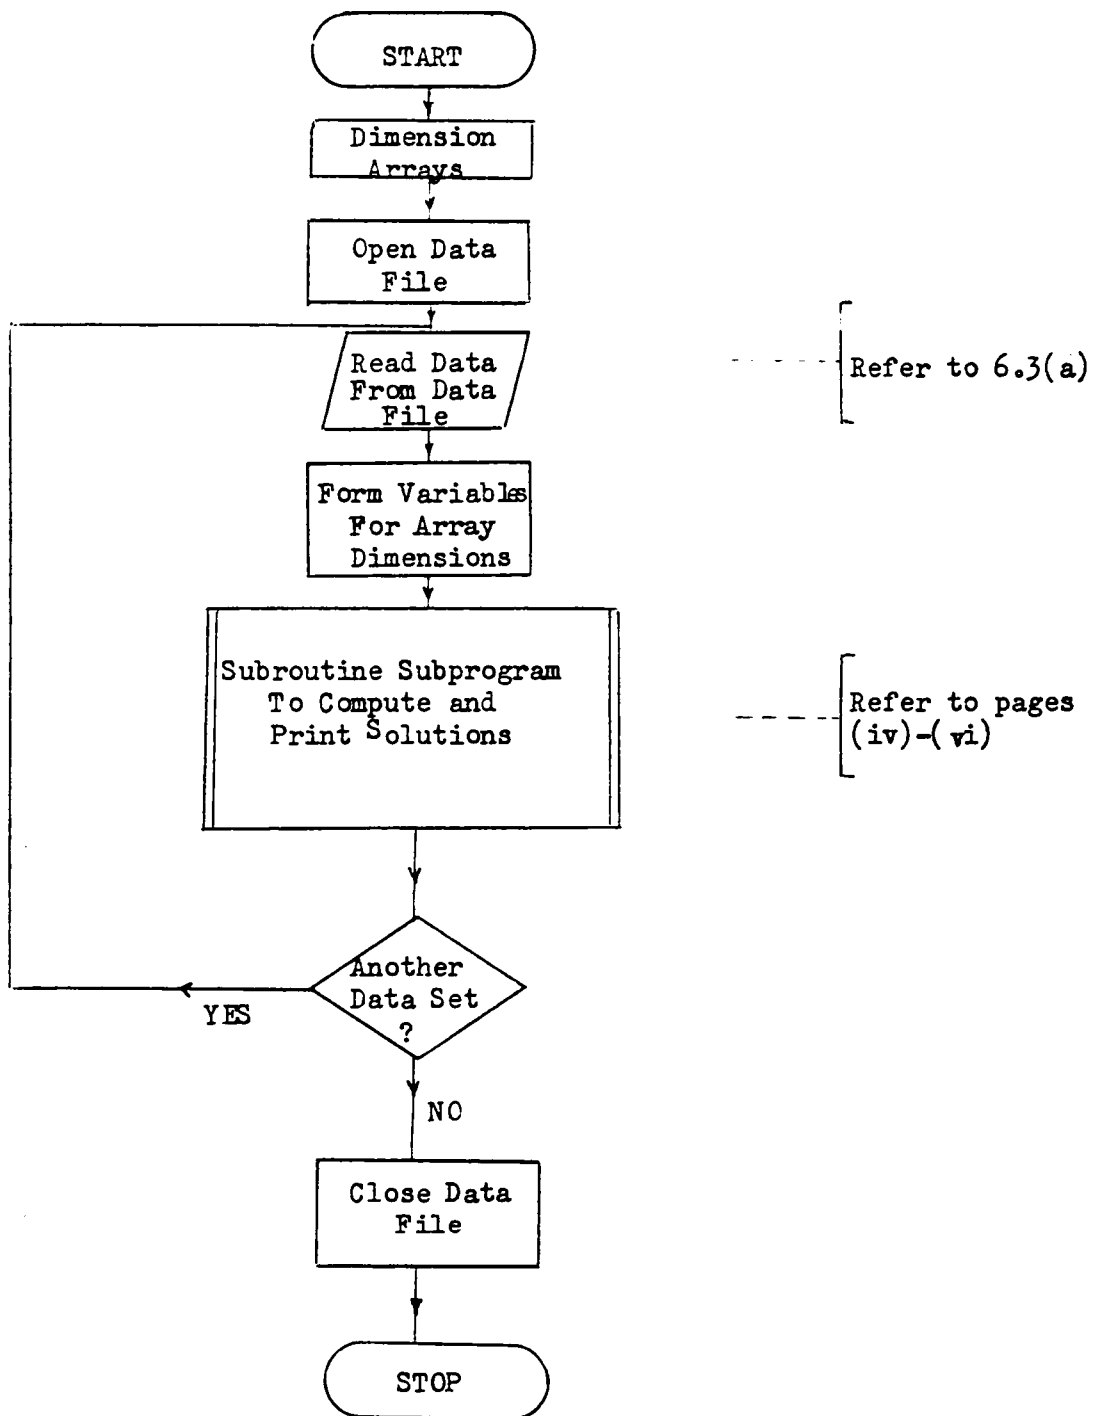 START
Dimension
Arrays
Open Data
File
Read Data
From Data
File
Refer to 6.3(a)
Form Variables
For Array
Dimensions
Subroutine Subprogram
To Compute and
Print Solutions
Refer to pages
(iv)-(vi)
Another
Data Set
?
YES
NO
Close Data
File
STOP